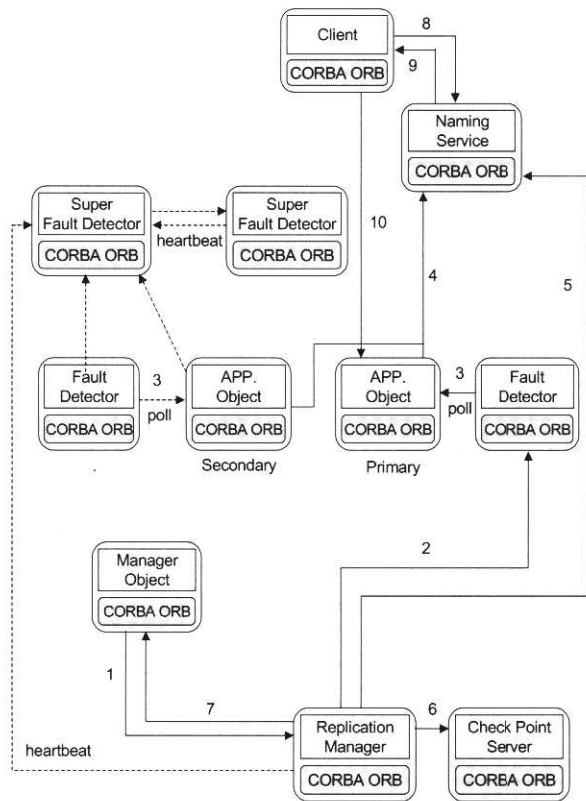 Client
CORBA ORB
8
9
Naming
Service
CORBA ORB
Super
Fault Detector
CORBA ORB
heartbeat
Super
Fault Detector
CORBA ORB
10
4
5
Fault
Detector
CORBA ORB
3
poll
APP.
Object
CORBA ORB
Secondary
APP.
Object
CORBA ORB
Primary
3
poll
Fault
Detector
CORBA ORB
2
Manager
Object
CORBA ORB
1
7
heartbeat
Replication
Manager
CORBA ORB
6
Check Point
Server
CORBA ORB